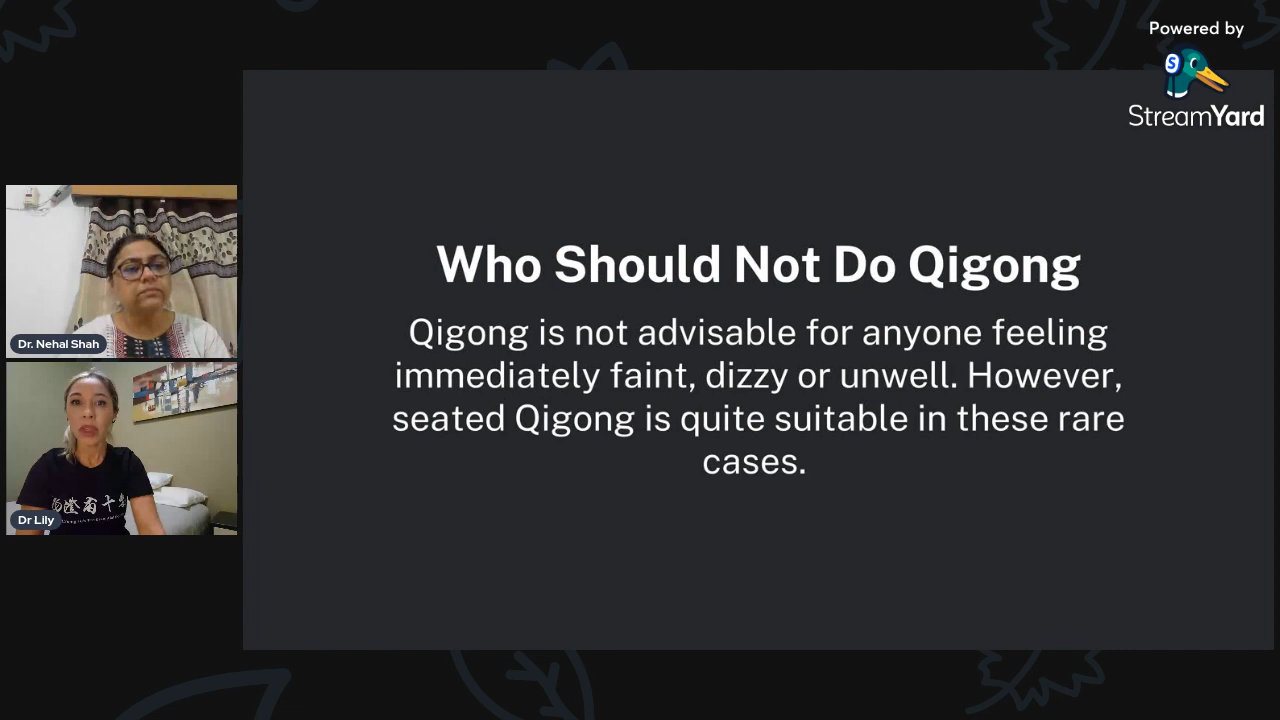 Powered by
StreamYard
Who Should Not Do Qigong
Qigong is not advisable for anyone feeling
immediately faint, dizzy or unwell. However,
seated Qigong is quite suitable in these rare
cases.
Dr. Nehal Shah
Dr Lily